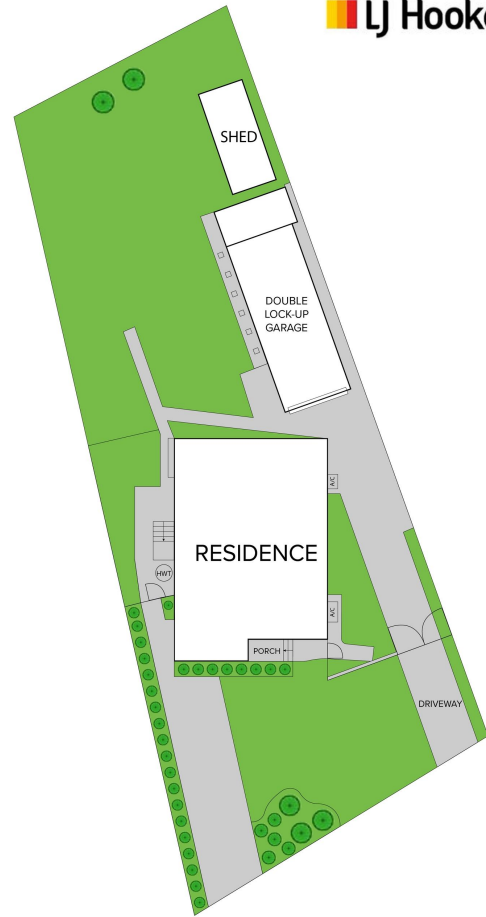 LJ Hooke
SHED
DOUBLE
LOCK-UP
GARAGE
A/C
RESIDENCE
HWT
A/C
PORCH
DRIVEWAY